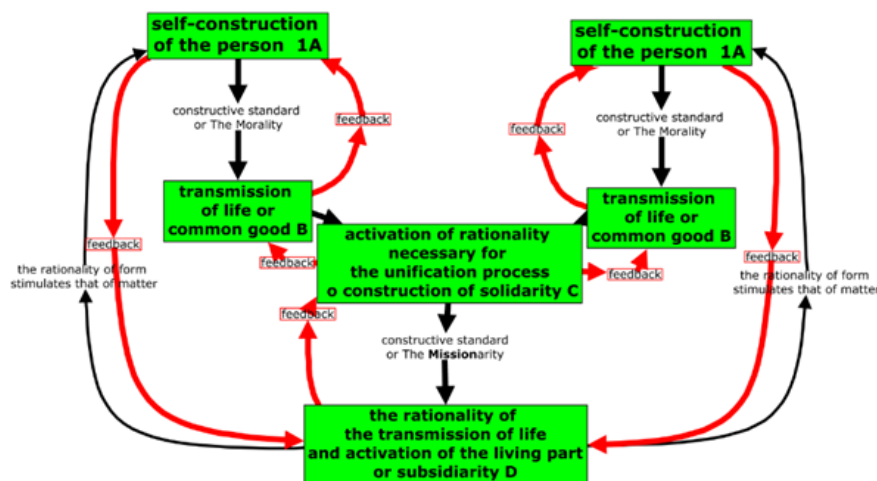 self-construction
of the person 1A
constructive standard
or The Morality
feedback
transmission
of life or
common good B
feedback
the rationality of form
stimulates that of matter
self-construction
of the person 1A
feedback
constructive standard
or The Morality
transmission
of life or
common good B
feedback
the rationality of form
stimulates that of matter
activation of rationality
necessary for
the unification process
o construction of solidarity C
feedback
feedback
feedback
constructive standard
or The Missionarity
the rationality of
the transmission of life
and activation of the living part
or subsidiarity D